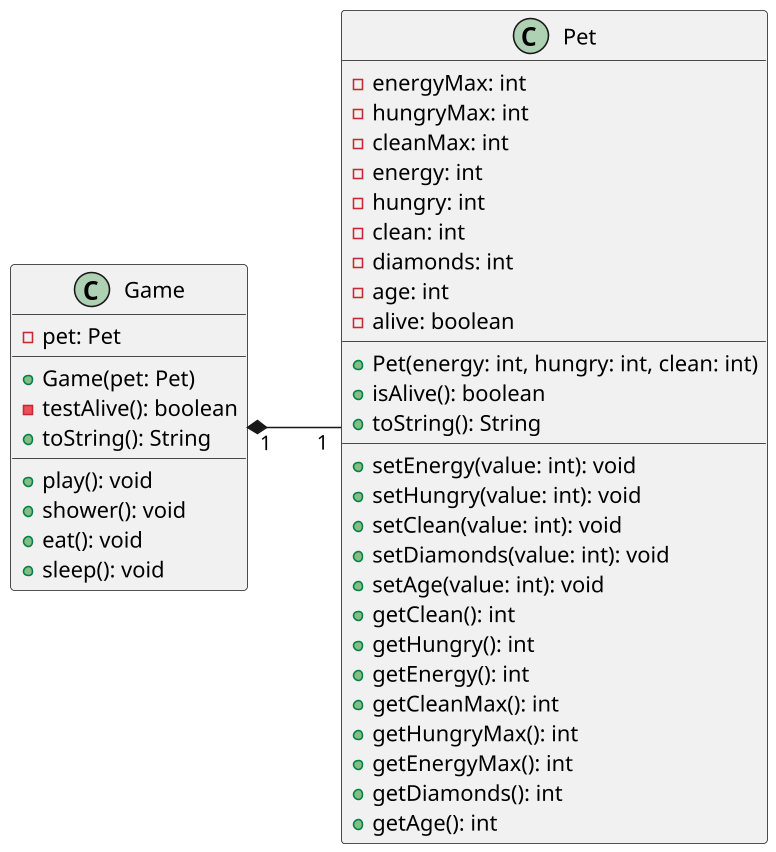 C Game
pet: Pet
Game(pet: Pet)
testAlive(): boolean
toString(): String
play(): void
shower(): void
eat(): void
sleep(): void
1
1
C Pet
energyMax: int
hungryMax: int
cleanMax: int
energy: int
hungry: int
clean: int
diamonds: int
age: int
alive: boolean
Pet(energy: int, hungry: int, clean: int)
isAlive(): boolean
toString(): String
setEnergy(value: int): void
setHungry(value: int): void
setClean(value: int): void
setDiamonds(value: int): void
setAge(value: int): void
getClean(): int
getHungry(): int
getEnergy(): int
getCleanMax(): int
getHungryMax(): int
getEnergyMax(): int
getDiamonds(): int
getAge(): int